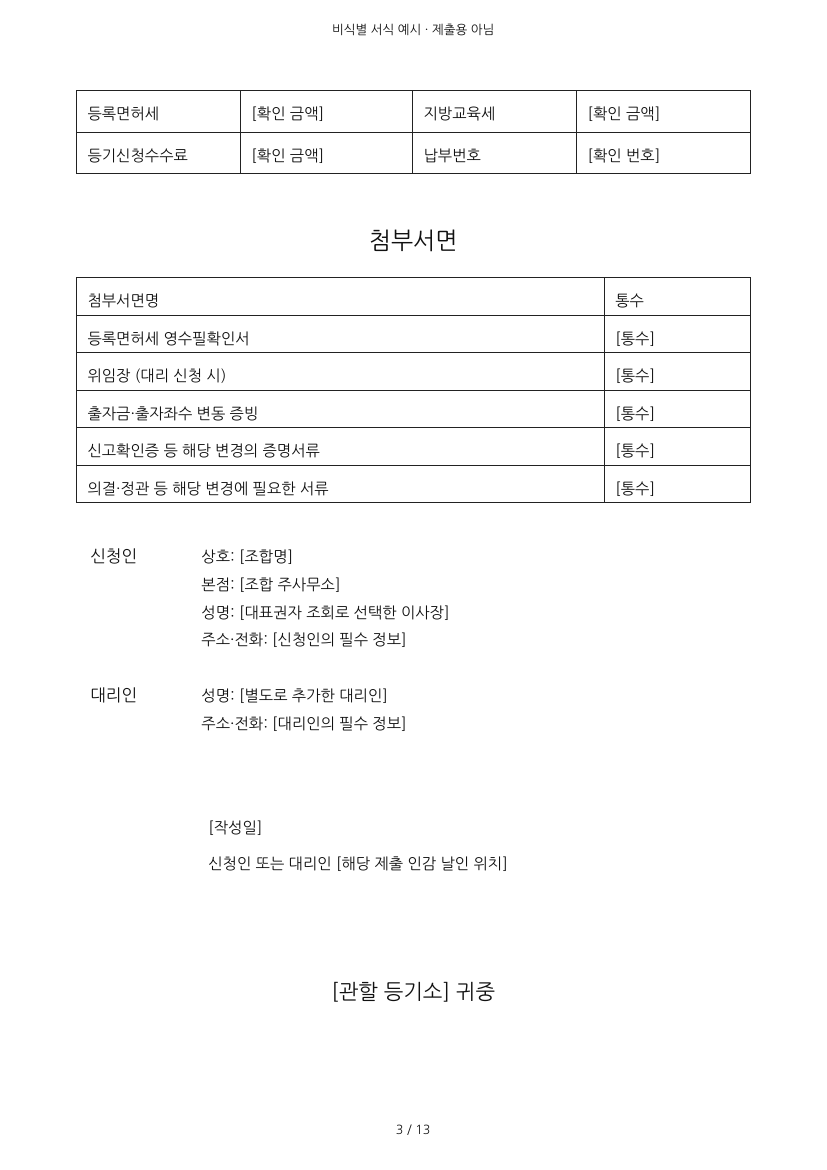 비식별 서식 예시 · 제출용 아님
등록면허세 [확인 금액] 지방교육세 [확인 금액]
등기신청수수료 [확인 금액] 납부번호 [확인 번호]
첨부서면
첨부서면명 통수
등록면허세 영수필확인서 [통수]
위임장 (대리 신청 시) [통수]
출자금·출자좌수 변동 증빙 [통수]
신고확인증 등 해당 변경의 증명서류 [통수]
의결·정관 등 해당 변경에 필요한 서류 [통수]
신청인 상호: [조합명]
본점: [조합 주사무소]
성명: [대표권자 조회로 선택한 이사장]
주소·전화: [신청인의 필수 정보]
대리인 성명: [별도로 추가한 대리인]
주소·전화: [대리인의 필수 정보]
[작성일]
신청인 또는 대리인 [해당 제출 인감 날인 위치]
[관할 등기소] 귀중
3 / 13